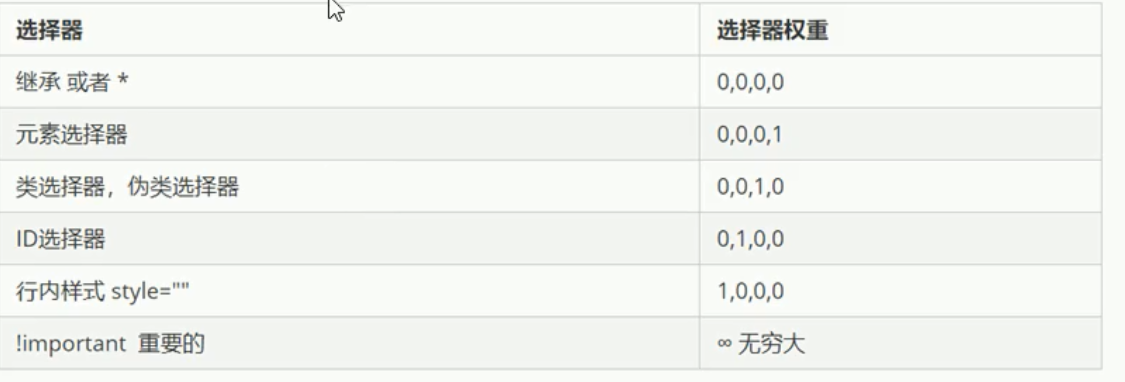 选择器 选择器权重
继承 或者 * 0,0,0,0
元素选择器 0,0,0,1
类选择器，伪类选择器 0,0,1,0
ID选择器 0,1,0,0
行内样式 style="" 1,0,0,0
!important 重要的 ∞ 无穷大